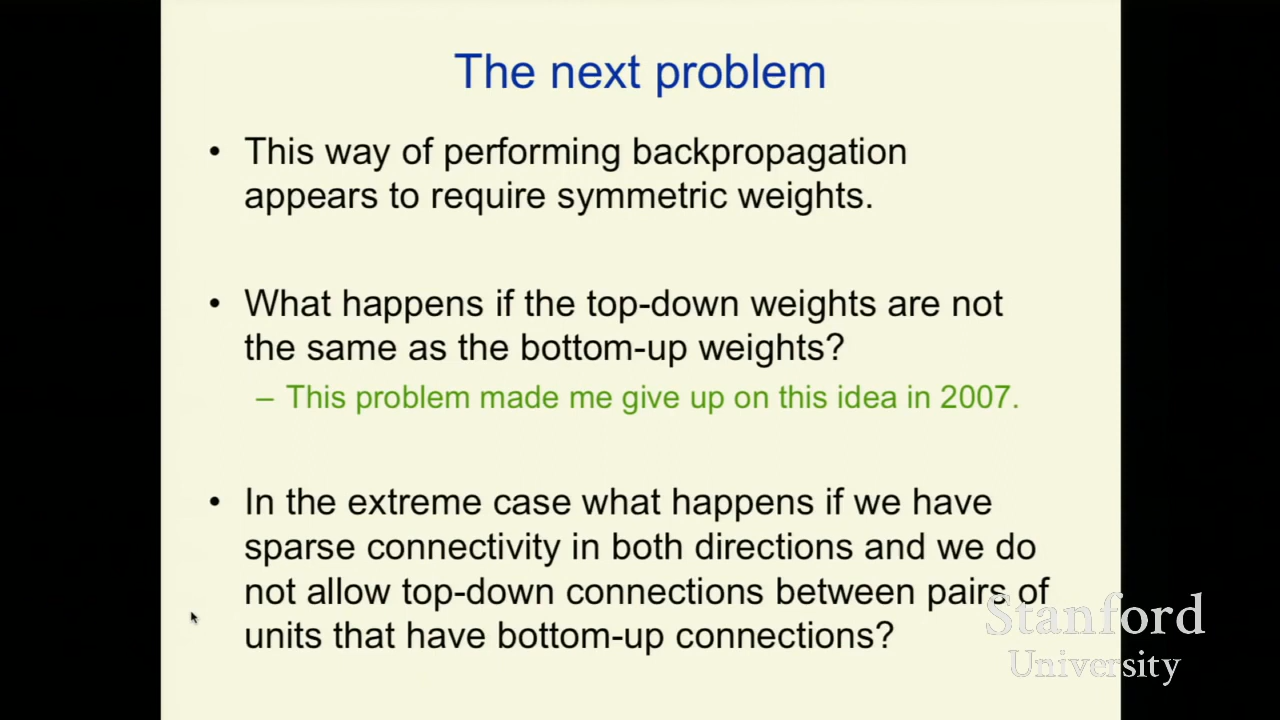 The next problem
• This way of performing backpropagation
appears to require symmetric weights.
• What happens if the top-down weights are not
the same as the bottom-up weights?
– This problem made me give up on this idea in 2007.
• In the extreme case what happens if we have
sparse connectivity in both directions and we do
not allow top-down connections between pairs of
units that have bottom-up connections?
Stanford
University